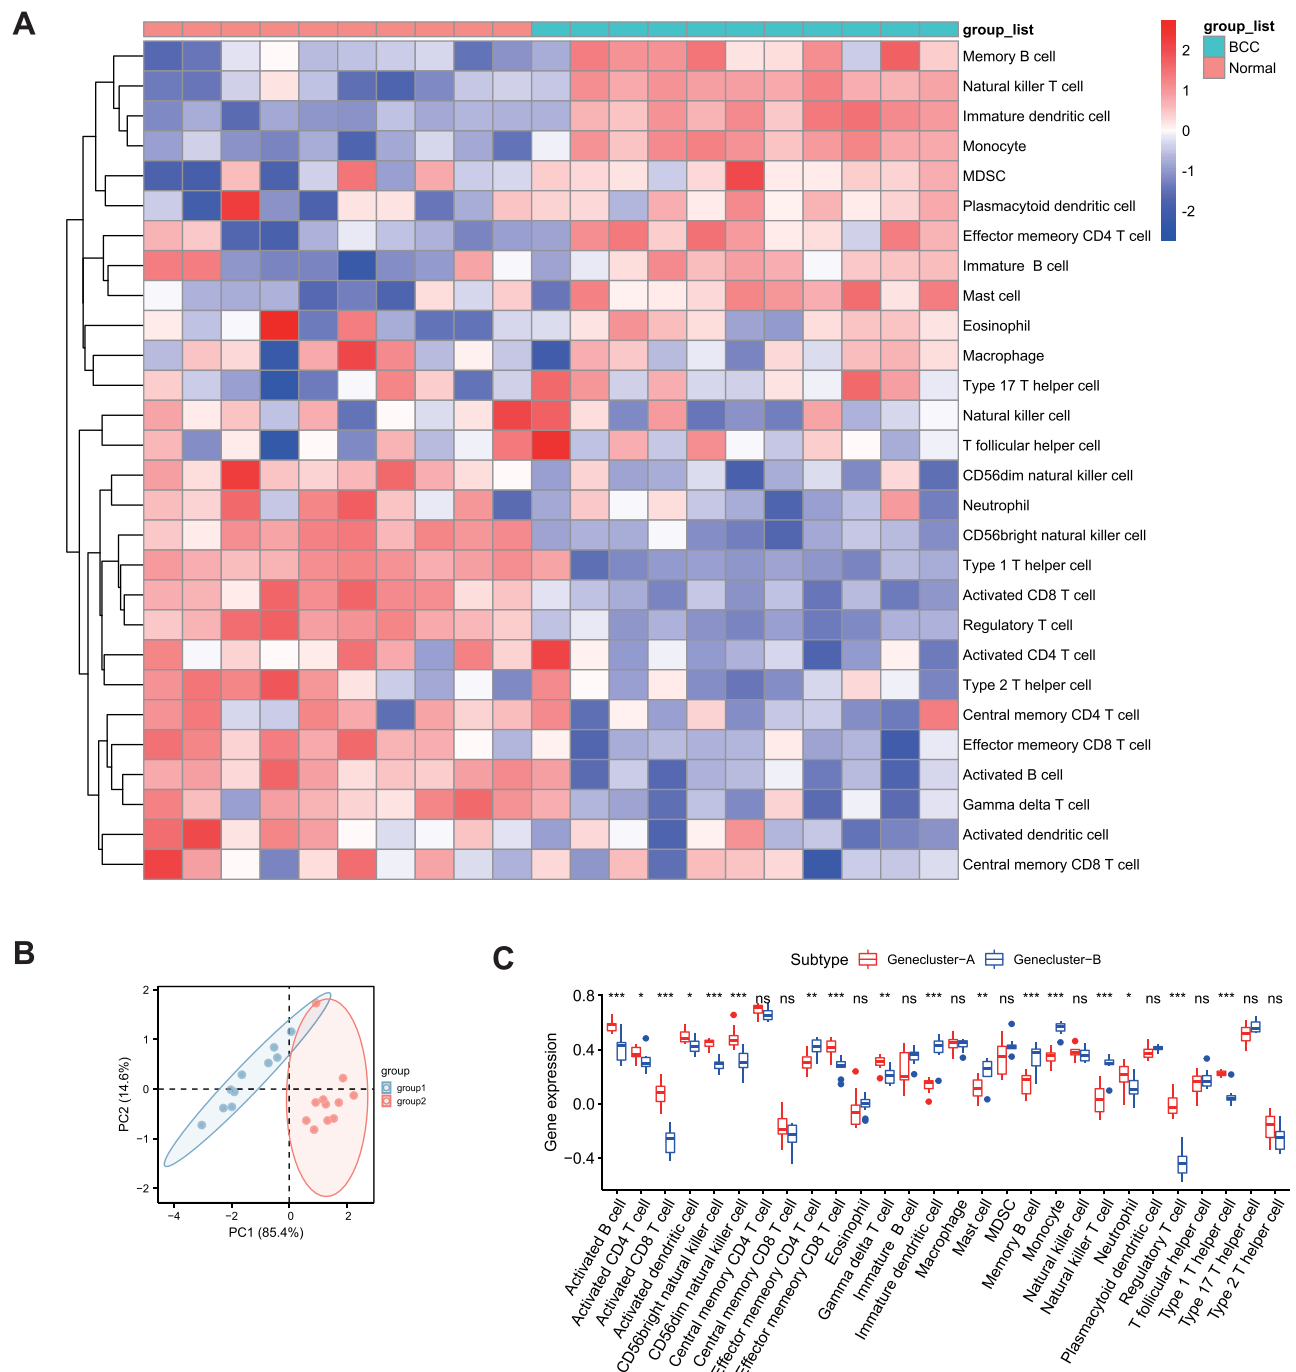 A
group_list
Memory B cell
Natural killer T cell
Immature dendritic cell
Monocyte
MDSC
Plasmacytoid dendritic cell
Effector memeory CD4 T cell
Immature  B cell
Mast cell
Eosinophil
Macrophage
Type 17 T helper cell
Natural killer cell
T follicular helper cell
CD56dim natural killer cell
Neutrophil
CD56bright natural killer cell
Type 1 T helper cell
Activated CD8 T cell
Regulatory T cell
Activated CD4 T cell
Type 2 T helper cell
Central memory CD4 T cell
Effector memeory CD8 T cell
Activated B cell
Gamma delta T cell
Activated dendritic cell
Central memory CD8 T cell
2
1
0
-1
-2
group_list
BCC
Normal
B
2
1
0
−1
−2
PC2 (14.6%)
−4
−2
0
2
PC1 (85.4%)
group
group1
group2
C
Subtype
Genecluster−A
Genecluster−B
*** * *** * *** *** ns ns ** *** ns ** ns *** ns ** ns *** *** ns *** * ns *** ns *** ns ns
0.8
0.4
0.0
−0.4
Gene expression
Activated B cell
Activated CD4 T cell
Activated CD8 T cell
Activated dendritic cell
CD56bright natural killer cell
CD56dim natural killer cell
Central memory CD4 T cell
Central memory CD8 T cell
Effector memeory CD4 T cell
Effector memeory CD8 T cell
Eosinophil
Gamma delta T cell
Immature  B cell
Immature dendritic cell
Macrophage
Mast cell
MDSC
Memory B cell
Monocyte
Natural killer cell
Natural killer T cell
Neutrophil
Plasmacytoid dendritic cell
Regulatory T cell
T follicular helper cell
Type 1 T helper cell
Type 17 T helper cell
Type 2 T helper cell